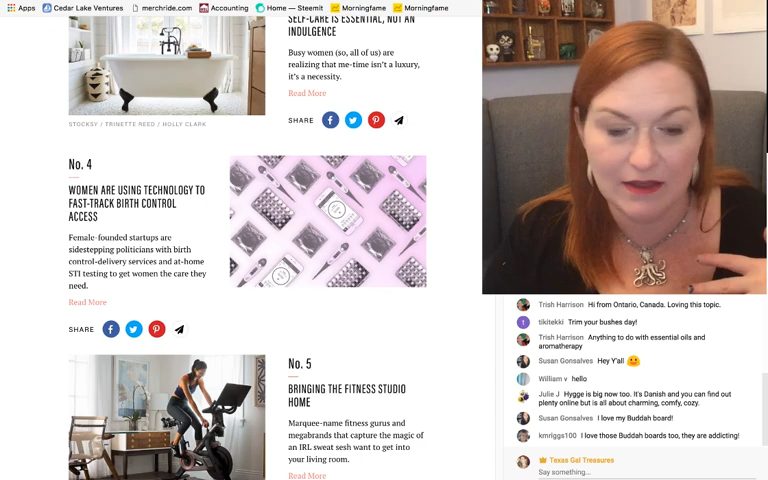 Apps
Cedar Lake Ventures
merchride.com
Accounting
Home — Steemit
Morningfame
Morningfame
SELF-CARE IS ESSENTIAL, NOT AN
INDULGENCE
Busy women (so, all of us) are
realizing that me-time isn't a luxury,
it's a necessity.
Read More
SHARE
STOCKSY / TRINETTE REED / HOLLY CLARK
No. 4
WOMEN ARE USING TECHNOLOGY TO
FAST-TRACK BIRTH CONTROL
ACCESS
Female-founded startups are
sidestepping politicians with birth
control-delivery services and at-home
STI testing to get women the care they
need.
Read More
SHARE
No. 5
BRINGING THE FITNESS STUDIO
HOME
Marquee-name fitness gurus and
megabrands that capture the magic of
an IRL sweat sesh want to get into
your living room.
Read More
Trish Harrison Hi from Ontario, Canada. Loving this topic.
t
tikitekki Trim your bushes day!
Trish Harrison Anything to do with essential oils and
aromatherapy
Susan Gonsalves Hey Y'all
William v hello
Julie J Hygge is big now too. It's Danish and you can find out
plenty online but is all about charming, comfy, cozy.
Susan Gonsalves I love my Buddah board!
kmriggs100 I love those Buddah boards too, they are addicting!
Texas Gal Treasures
Say something...